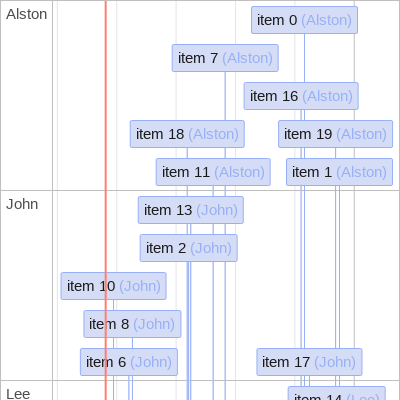 Alston
item 0 (Alston)
item 7 (Alston)
item 16 (Alston)
item 18 (Alston)
item 19 (Alston)
item 11 (Alston)
item 1 (Alston)
John
item 13 (John)
item 2 (John)
item 10 (John)
item 8 (John)
item 6 (John)
item 17 (John)
Lee
item 14 (Lee)